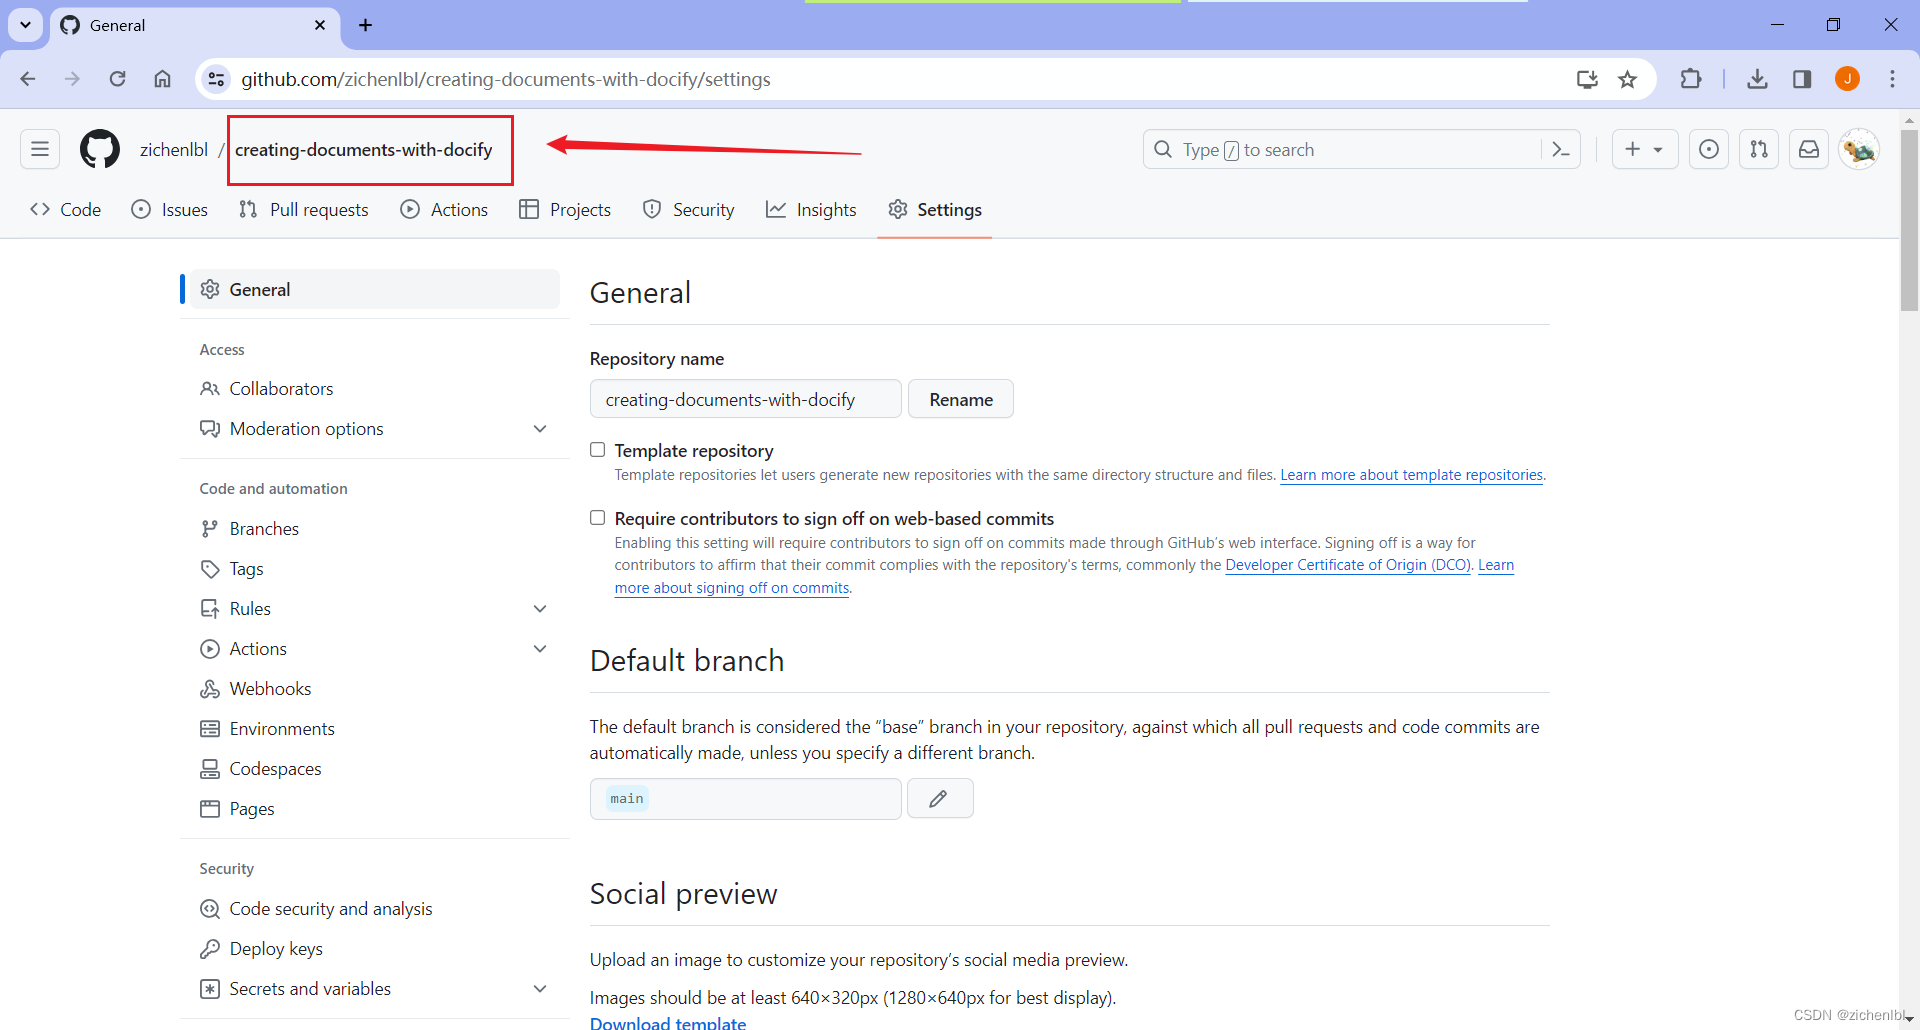 General
github.com/zichenlbl/creating-documents-with-docify/settings
J
zichenlbl / creating-documents-with-docify
Type / to search
Code Issues Pull requests Actions Projects Security Insights Settings
General
Access
Collaborators
Moderation options
Code and automation
Branches
Tags
Rules
Actions
Webhooks
Environments
Codespaces
Pages
Security
Code security and analysis
Deploy keys
Secrets and variables
General
Repository name
creating-documents-with-docify Rename
Template repository
Template repositories let users generate new repositories with the same directory structure and files. Learn more about template repositories.
Require contributors to sign off on web-based commits
Enabling this setting will require contributors to sign off on commits made through GitHub's web interface. Signing off is a way for
contributors to affirm that their commit complies with the repository's terms, commonly the Developer Certificate of Origin (DCO). Learn
more about signing off on commits.
Default branch
The default branch is considered the “base” branch in your repository, against which all pull requests and code commits are
automatically made, unless you specify a different branch.
main
Social preview
Upload an image to customize your repository’s social media preview.
Images should be at least 640×320px (1280×640px for best display).
Download template
CSDN @zichenlbl